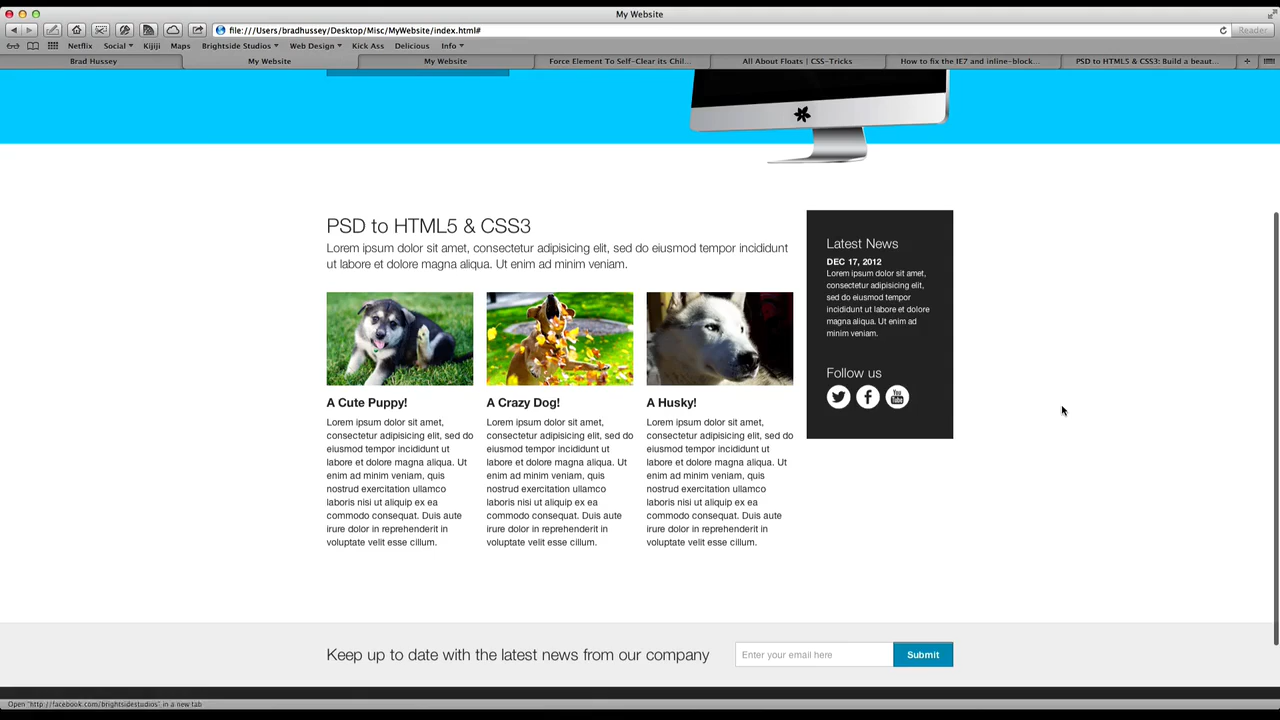 My Website
file:///Users/bradhussey/Desktop/Misc/MyWebsite/index.html#
Reader
Netflix Social Kijiji Maps Brightside Studios Web Design Kick Ass Delicious Info
Brad Hussey My Website My Website Force Element To Self-Clear its Chil... All About Floats | CSS-Tricks How to fix the IE7 and inline-block... PSD to HTML5 & CSS3: Build a beaut...
PSD to HTML5 & CSS3
Lorem ipsum dolor sit amet, consectetur adipisicing elit, sed do eiusmod tempor incididunt
ut labore et dolore magna aliqua. Ut enim ad minim veniam.
A Cute Puppy!
Lorem ipsum dolor sit amet,
consectetur adipisicing elit, sed do
eiusmod tempor incididunt ut
labore et dolore magna aliqua. Ut
enim ad minim veniam, quis
nostrud exercitation ullamco
laboris nisi ut aliquip ex ea
commodo consequat. Duis aute
irure dolor in reprehenderit in
voluptate velit esse cillum.
A Crazy Dog!
Lorem ipsum dolor sit amet,
consectetur adipisicing elit, sed do
eiusmod tempor incididunt ut
labore et dolore magna aliqua. Ut
enim ad minim veniam, quis
nostrud exercitation ullamco
laboris nisi ut aliquip ex ea
commodo consequat. Duis aute
irure dolor in reprehenderit in
voluptate velit esse cillum.
A Husky!
Lorem ipsum dolor sit amet,
consectetur adipisicing elit, sed do
eiusmod tempor incididunt ut
labore et dolore magna aliqua. Ut
enim ad minim veniam, quis
nostrud exercitation ullamco
laboris nisi ut aliquip ex ea
commodo consequat. Duis aute
irure dolor in reprehenderit in
voluptate velit esse cillum.
Latest News
DEC 17, 2012
Lorem ipsum dolor sit amet,
consectetur adipisicing elit,
sed do eiusmod tempor
incididunt ut labore et dolore
magna aliqua. Ut enim ad
minim veniam.
Follow us
You
Tube
Keep up to date with the latest news from our company
Enter your email here
Submit
Open "http://facebook.com/brightsidestudios" in a new tab